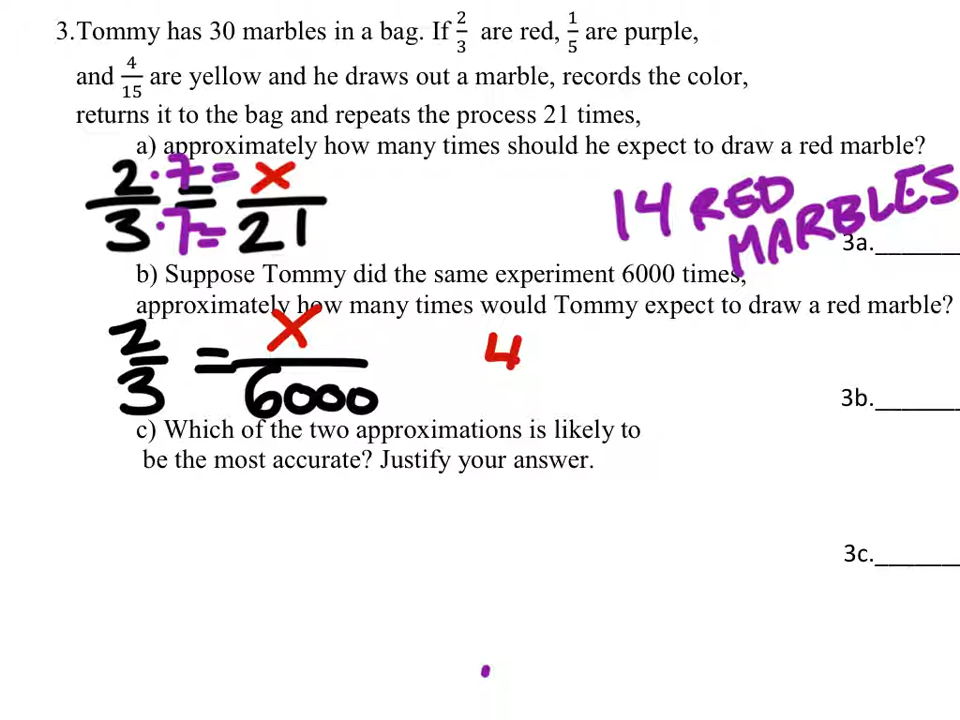 3.Tommy has 30 marbles in a bag. If 2/3 are red, 1/5 are purple,
and 4/15 are yellow and he draws out a marble, records the color,
returns it to the bag and repeats the process 21 times,
a) approximately how many times should he expect to draw a red marble?
2/3 ·7=/·7= = x/21
14 RED MARBLES
3a.______
b) Suppose Tommy did the same experiment 6000 times,
approximately how many times would Tommy expect to draw a red marble?
2/3 = x/6000
4
3b.______
c) Which of the two approximations is likely to
be the most accurate? Justify your answer.
3c.______